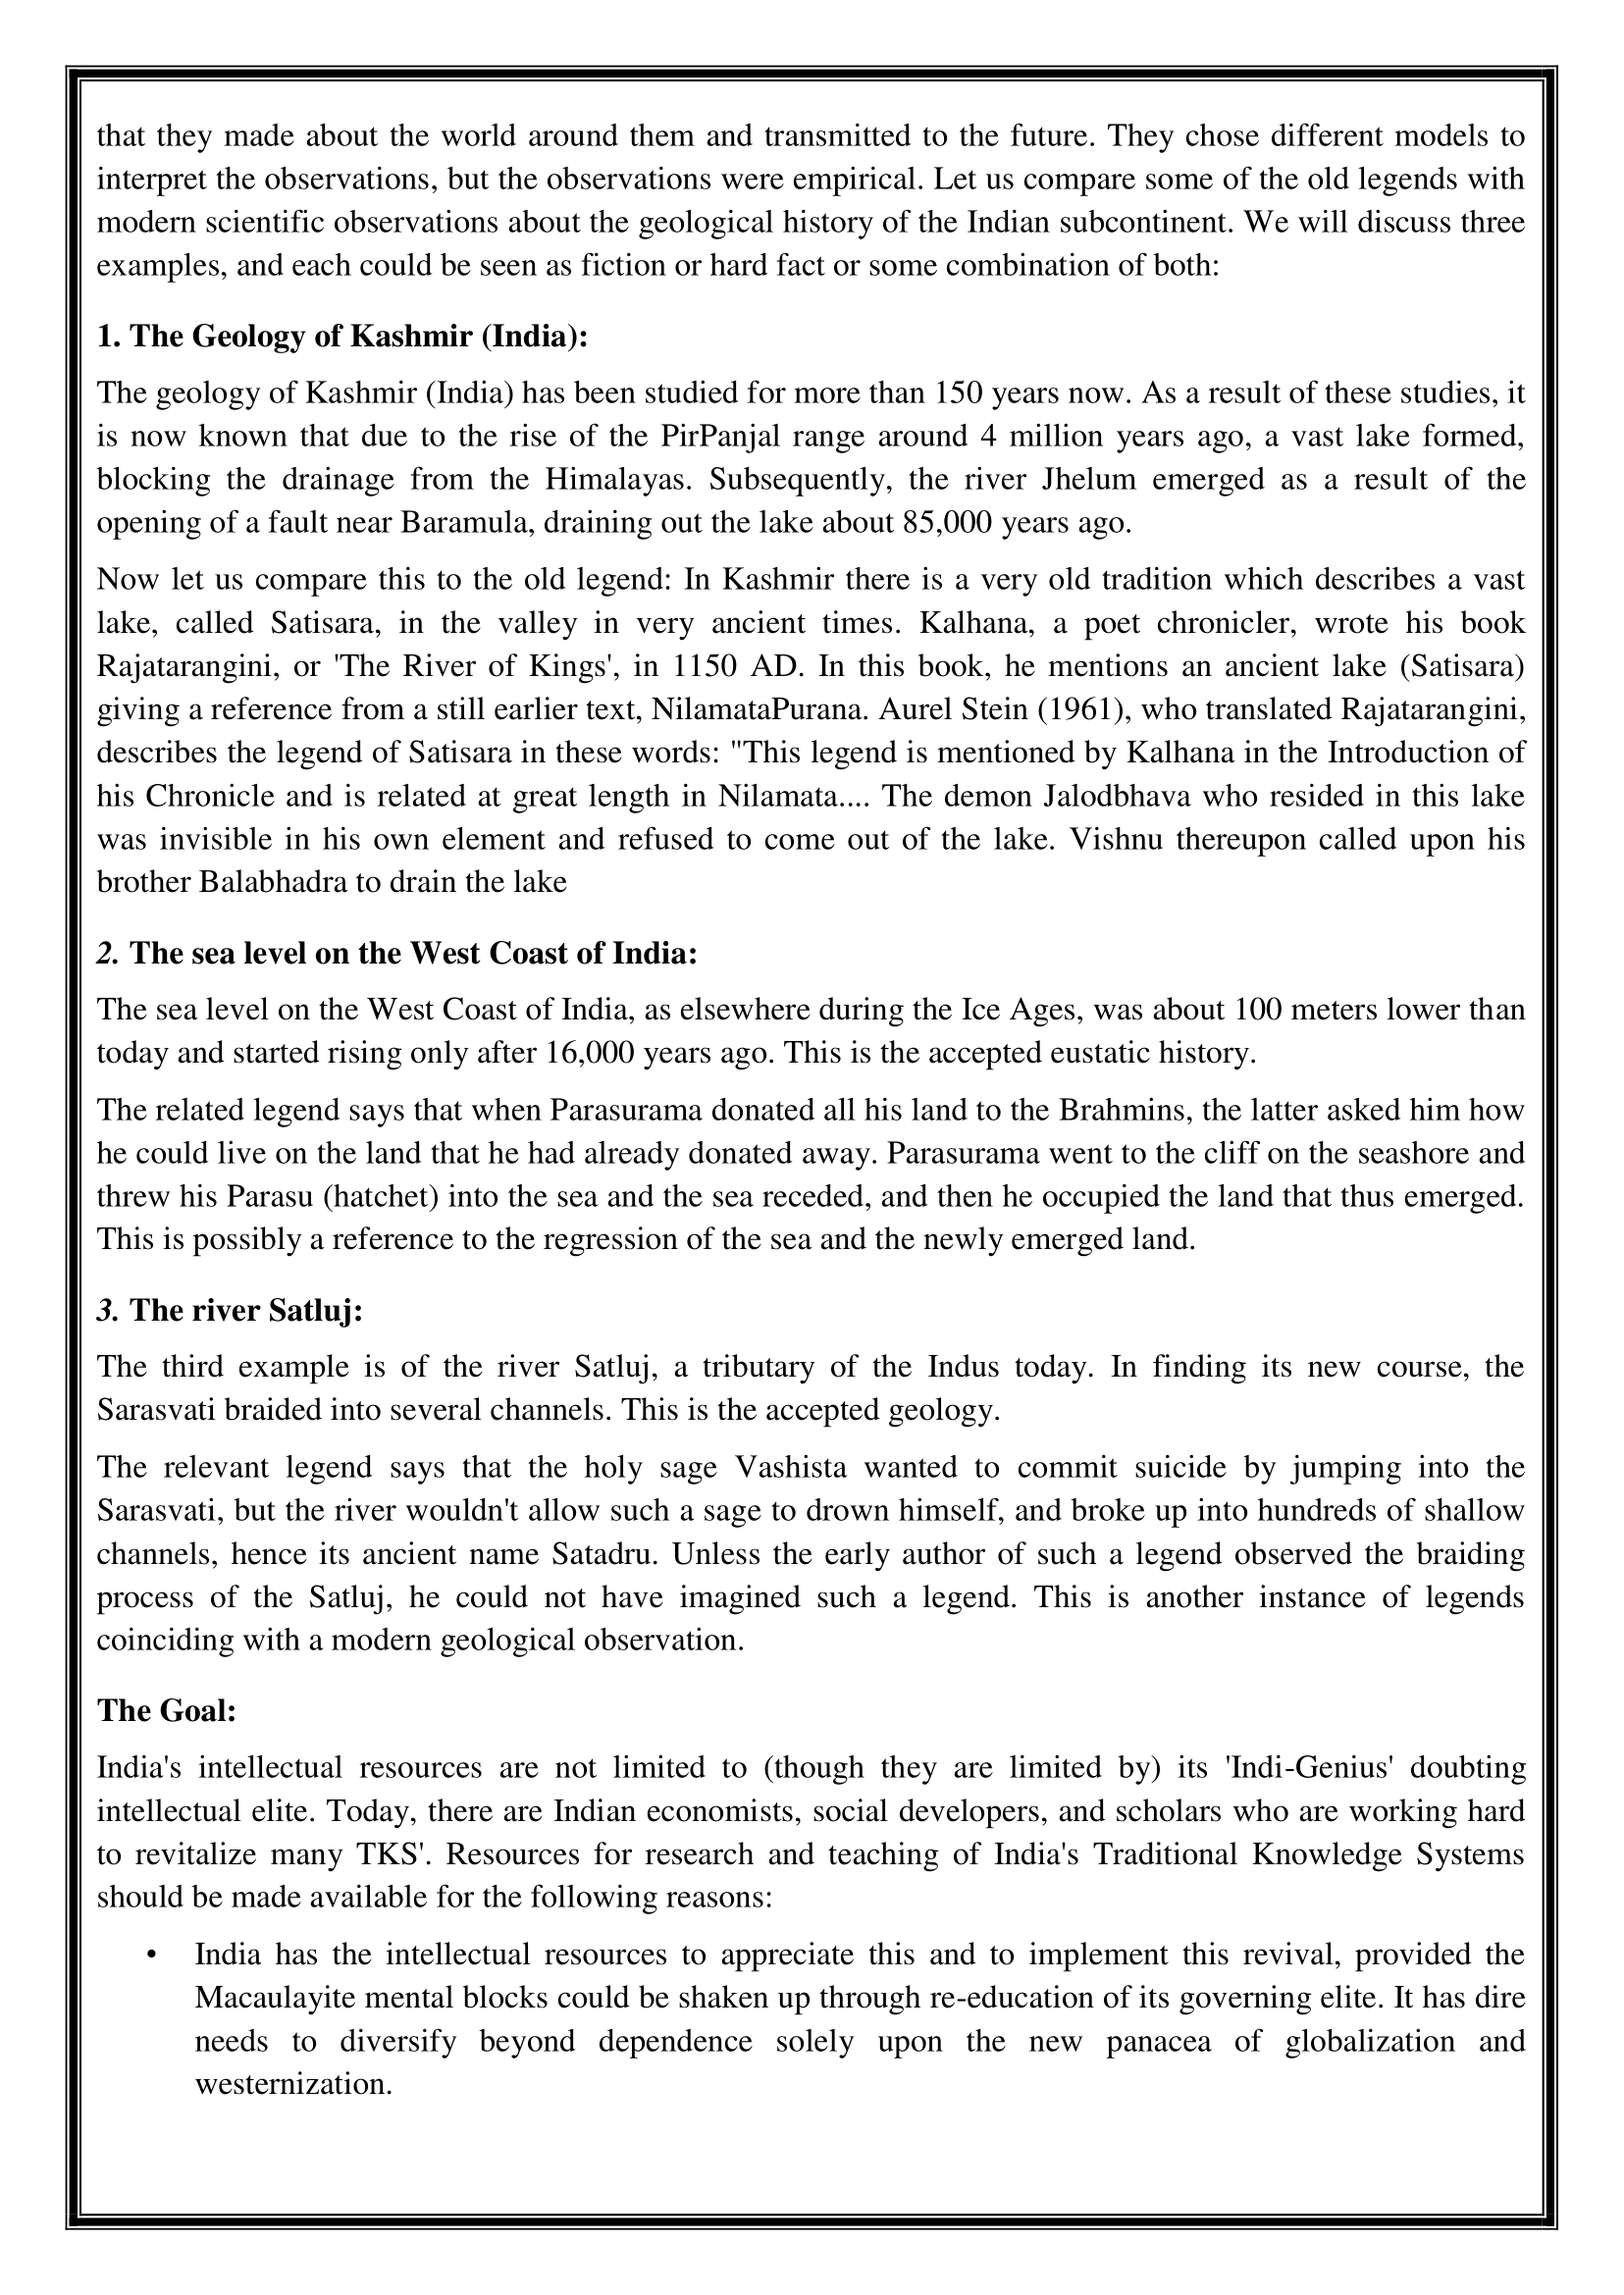 that they made about the world around them and transmitted to the future. They chose different models to
interpret the observations, but the observations were empirical. Let us compare some of the old legends with
modern scientific observations about the geological history of the Indian subcontinent. We will discuss three
examples, and each could be seen as fiction or hard fact or some combination of both:
1. The Geology of Kashmir (India):
The geology of Kashmir (India) has been studied for more than 150 years now. As a result of these studies, it
is now known that due to the rise of the PirPanjal range around 4 million years ago, a vast lake formed,
blocking the drainage from the Himalayas. Subsequently, the river Jhelum emerged as a result of the
opening of a fault near Baramula, draining out the lake about 85,000 years ago.
Now let us compare this to the old legend: In Kashmir there is a very old tradition which describes a vast
lake, called Satisara, in the valley in very ancient times. Kalhana, a poet chronicler, wrote his book
Rajatarangini, or 'The River of Kings', in 1150 AD. In this book, he mentions an ancient lake (Satisara)
giving a reference from a still earlier text, NilamataPurana. Aurel Stein (1961), who translated Rajatarangini,
describes the legend of Satisara in these words: "This legend is mentioned by Kalhana in the Introduction of
his Chronicle and is related at great length in Nilamata.... The demon Jalodbhava who resided in this lake
was invisible in his own element and refused to come out of the lake. Vishnu thereupon called upon his
brother Balabhadra to drain the lake
2. The sea level on the West Coast of India:
The sea level on the West Coast of India, as elsewhere during the Ice Ages, was about 100 meters lower than
today and started rising only after 16,000 years ago. This is the accepted eustatic history.
The related legend says that when Parasurama donated all his land to the Brahmins, the latter asked him how
he could live on the land that he had already donated away. Parasurama went to the cliff on the seashore and
threw his Parasu (hatchet) into the sea and the sea receded, and then he occupied the land that thus emerged.
This is possibly a reference to the regression of the sea and the newly emerged land.
3. The river Satluj:
The third example is of the river Satluj, a tributary of the Indus today. In finding its new course, the
Sarasvati braided into several channels. This is the accepted geology.
The relevant legend says that the holy sage Vashista wanted to commit suicide by jumping into the
Sarasvati, but the river wouldn't allow such a sage to drown himself, and broke up into hundreds of shallow
channels, hence its ancient name Satadru. Unless the early author of such a legend observed the braiding
process of the Satluj, he could not have imagined such a legend. This is another instance of legends
coinciding with a modern geological observation.
The Goal:
India's intellectual resources are not limited to (though they are limited by) its 'Indi-Genius' doubting
intellectual elite. Today, there are Indian economists, social developers, and scholars who are working hard
to revitalize many TKS'. Resources for research and teaching of India's Traditional Knowledge Systems
should be made available for the following reasons:
• India has the intellectual resources to appreciate this and to implement this revival, provided the
Macaulayite mental blocks could be shaken up through re-education of its governing elite. It has dire
needs to diversify beyond dependence solely upon the new panacea of globalization and
westernization.